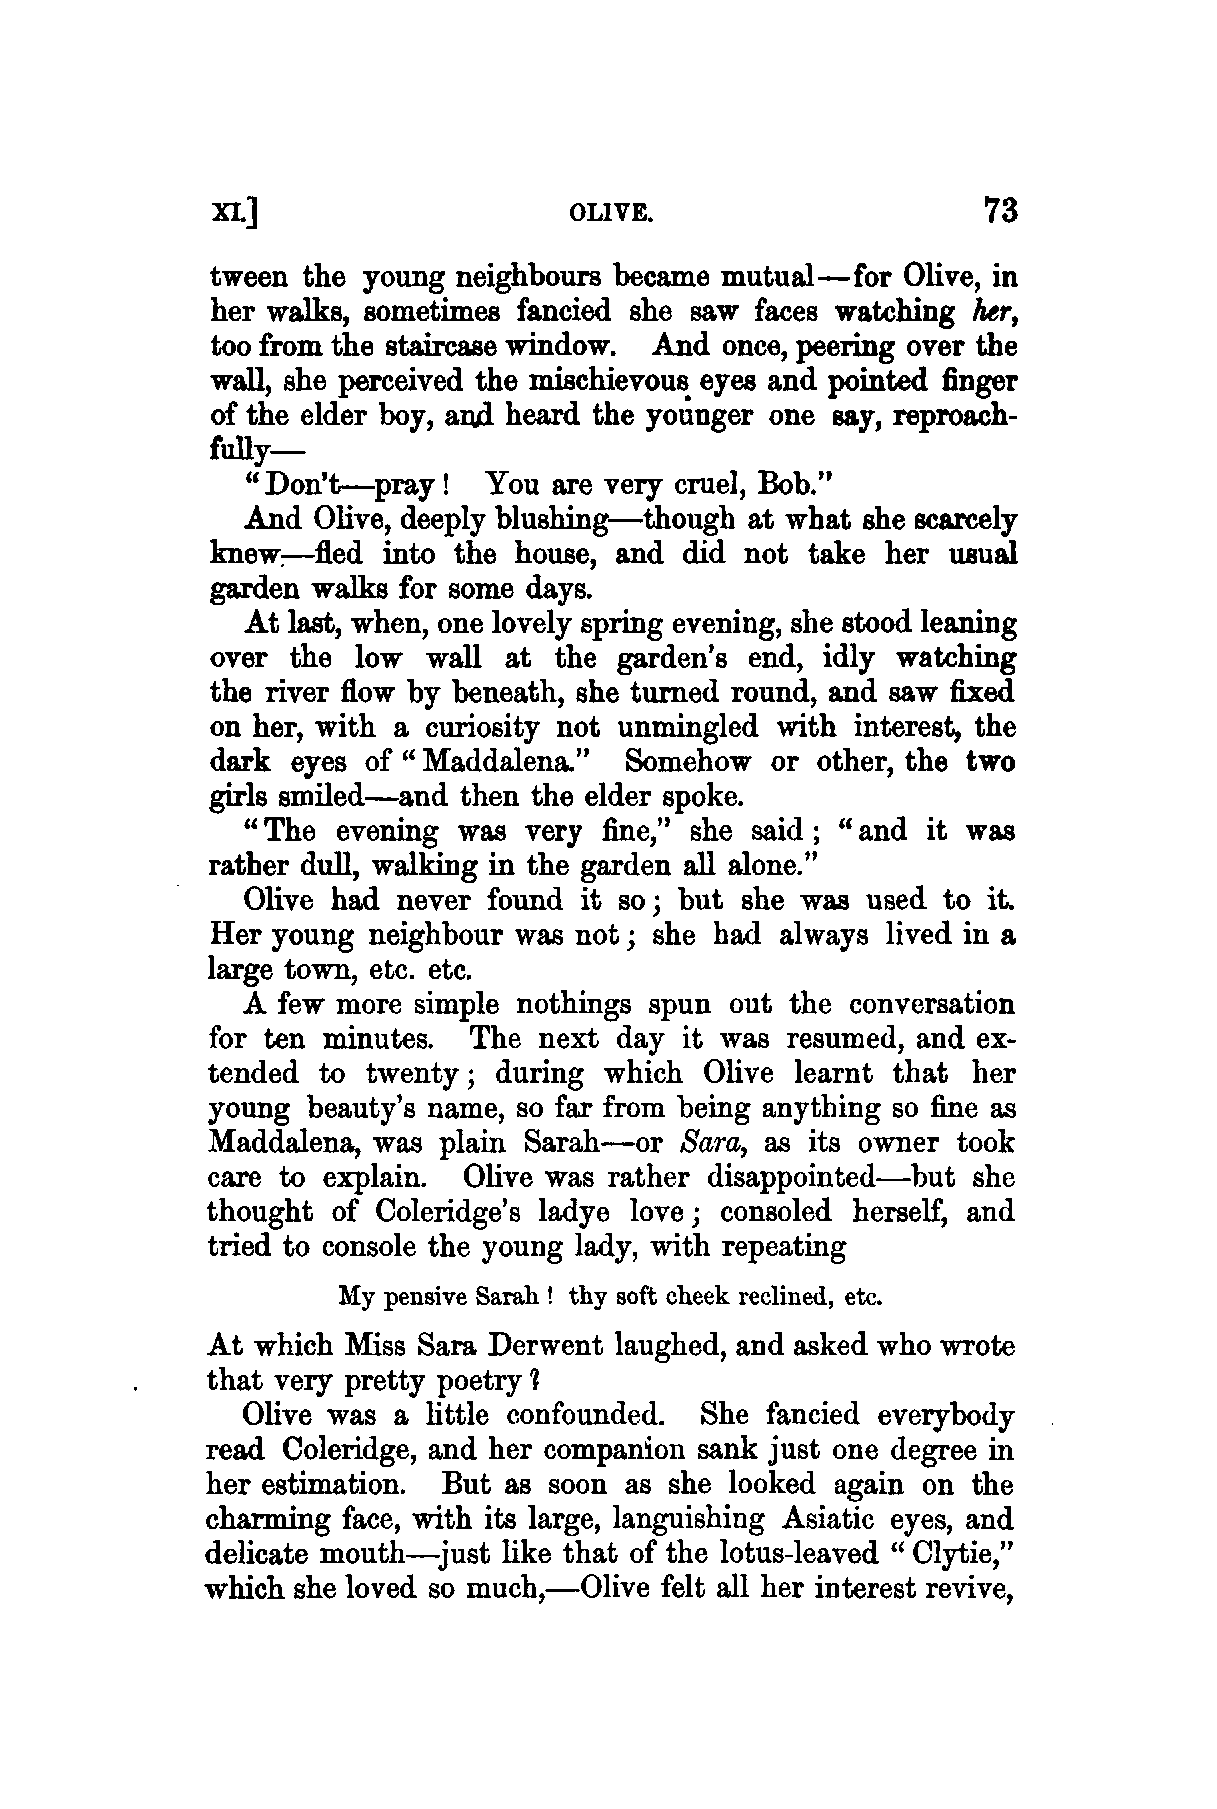 XI.] OLIVE. 73
tween the young neighbours became mutual—for Olive, in
her walks, sometimes fancied she saw faces watching her,
too from the staircase window. And once, peering over the
wall, she perceived the mischievous eyes and pointed finger
of the elder boy, and heard the younger one say, reproach-
fully—
"Don't—pray! You are very cruel, Bob."
And Olive, deeply blushing—though at what she scarcely
knew—fled into the house, and did not take her usual
garden walks for some days.
At last, when, one lovely spring evening, she stood leaning
over the low wall at the garden's end, idly watching
the river flow by beneath, she turned round, and saw fixed
on her, with a curiosity not unmingled with interest, the
dark eyes of "Maddalena." Somehow or other, the two
girls smiled—and then the elder spoke.
"The evening was very fine," she said; "and it was
rather dull, walking in the garden all alone."
Olive had never found it so; but she was used to it.
Her young neighbour was not; she had always lived in a
large town, etc. etc.
A few more simple nothings spun out the conversation
for ten minutes. The next day it was resumed, and ex-
tended to twenty; during which Olive learnt that her
young beauty's name, so far from being anything so fine as
Maddalena, was plain Sarah—or Sara, as its owner took
care to explain. Olive was rather disappointed—but she
thought of Coleridge's ladye love; consoled herself, and
tried to console the young lady, with repeating
My pensive Sarah! thy soft cheek reclined, etc.
At which Miss Sara Derwent laughed, and asked who wrote
that very pretty poetry?
Olive was a little confounded. She fancied everybody
read Coleridge, and her companion sank just one degree in
her estimation. But as soon as she looked again on the
charming face, with its large, languishing Asiatic eyes, and
delicate mouth—just like that of the lotus-leaved "Clytie,"
which she loved so much,—Olive felt all her interest revive,